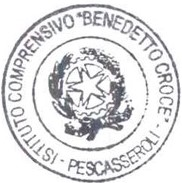 ISTITUTO COMPRENSIVO "BENEDETTO CROCE" - PESCASSEROLI -